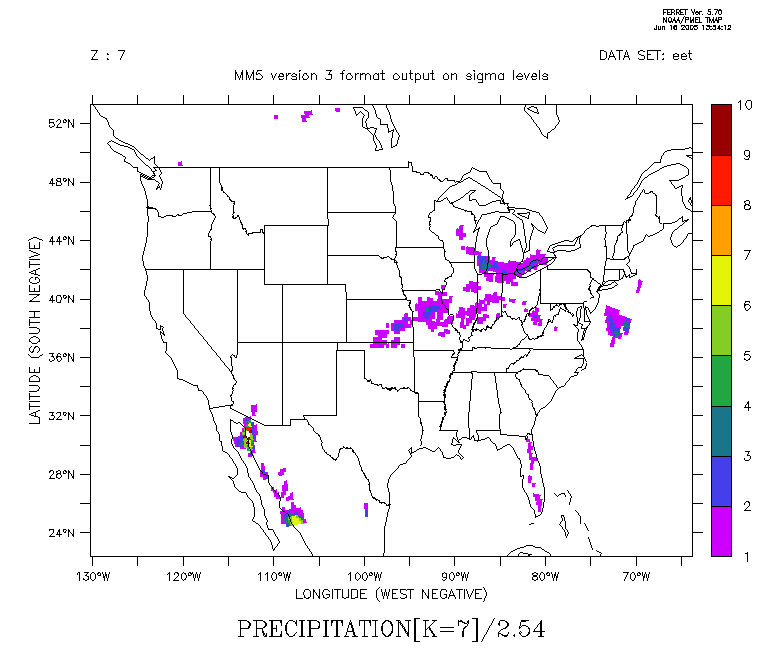 FERRET Ver. 5.70
NOAA/PMEL TMAP
Jun 16 2005 13:54:12
Z : 7
DATA SET: eet
MM5 version 3 format output on sigma levels
52°N
48°N
44°N
40°N
36°N
32°N
28°N
24°N
LATITUDE (SOUTH NEGATIVE)
130°W 120°W 110°W 100°W 90°W 80°W 70°W
LONGITUDE (WEST NEGATIVE)
10
9
8
7
6
5
4
3
2
1
PRECIPITATION[K=7]/2.54